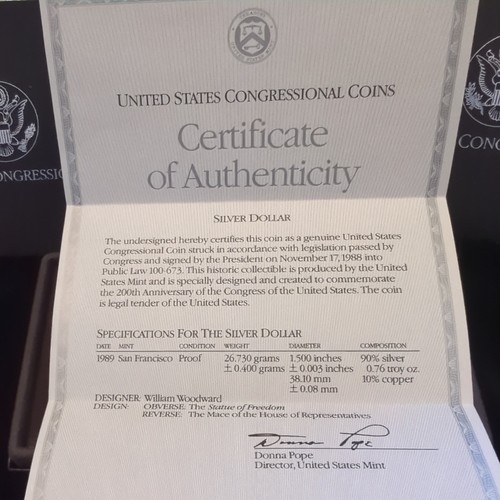 UNITED STATES CONGRESSIONAL COINS
Certificate
of Authenticity
SILVER DOLLAR
The undersigned hereby certifies this coin as a genuine United States
Congressional Coin struck in accordance with legislation passed by
Congress and signed by the President on November 17, 1988 into
Public Law 100-673. This historic collectible is produced by the United
States Mint and is specially designed and created to commemorate
the 200th Anniversary of the Congress of the United States. The coin
is legal tender of the United States.
SPECIFICATIONS FOR THE SILVER DOLLAR
DATE MINT CONDITION WEIGHT DIAMETER COMPOSITION
1989 San Francisco Proof 26.730 grams 1.500 inches 90% silver
± 0.400 grams ± 0.003 inches 0.76 troy oz.
38.10 mm 10% copper
± 0.08 mm
DESIGNER: William Woodward
DESIGN: OBVERSE: The Statue of Freedom
REVERSE: The Mace of the House of Representatives
Donna Pope
Donna Pope
Director, United States Mint
ONGRESSI
CONG